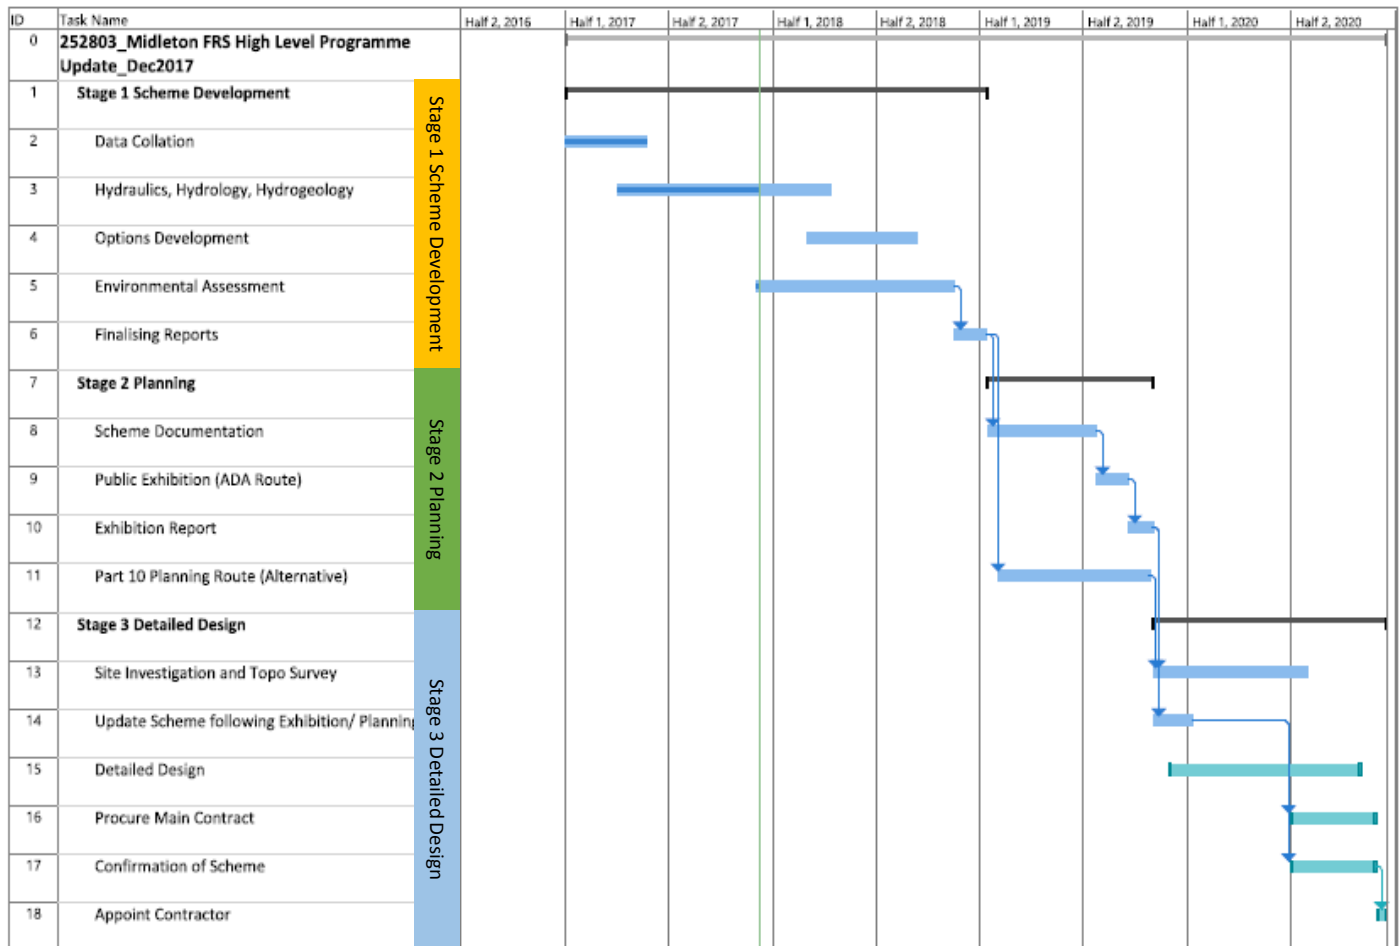 ID Task Name Half 2, 2016 Half 1, 2017 Half 2, 2017 Half 1, 2018 Half 2, 2018 Half 1, 2019 Half 2, 2019 Half 1, 2020 Half 2, 2020
0 252803_Midleton FRS High Level Programme
Update_Dec2017
1 Stage 1 Scheme Development
2 Data Collation
3 Hydraulics, Hydrology, Hydrogeology
4 Options Development
5 Environmental Assessment
6 Finalising Reports
Stage 1 Scheme Development
7 Stage 2 Planning
8 Scheme Documentation
9 Public Exhibition (ADA Route)
10 Exhibition Report
11 Part 10 Planning Route (Alternative)
Stage 2 Planning
12 Stage 3 Detailed Design
13 Site Investigation and Topo Survey
14 Update Scheme following Exhibition/ Planning
15 Detailed Design
16 Procure Main Contract
17 Confirmation of Scheme
18 Appoint Contractor
Stage 3 Detailed Design